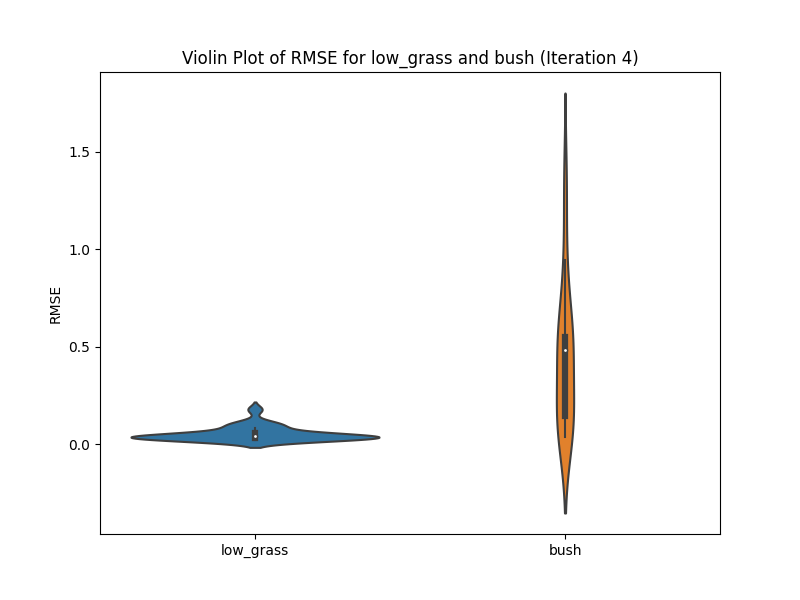 Violin Plot of RMSE for low_grass and bush (Iteration 4)
RMSE
1.5
1.0
0.5
0.0
low_grass
bush